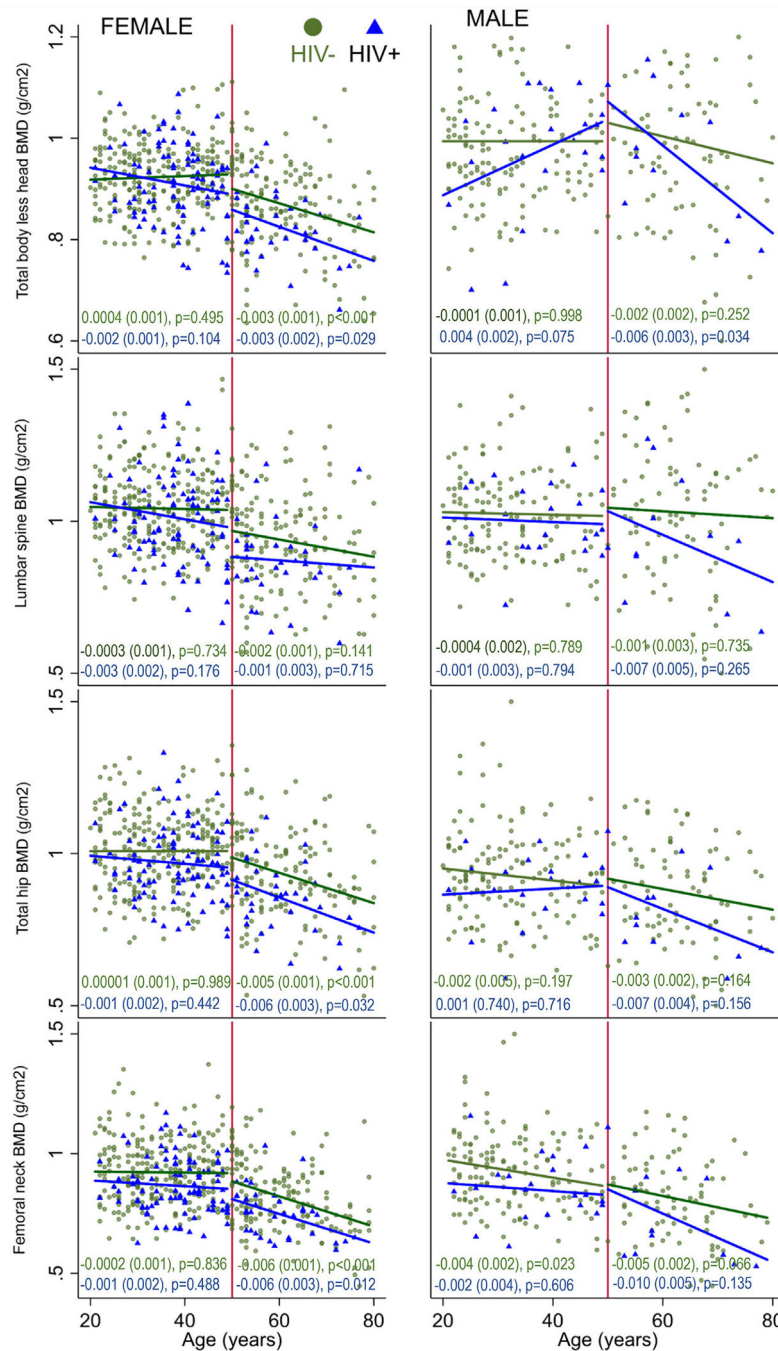 FEMALE
HIV- HIV+
MALE
Total body less head BMD (g/cm2)
1.2
1
.8
.6
0.0004 (0.001), p=0.495
-0.002 (0.001), p=0.104
-0.003 (0.001), p<0.001
-0.003 (0.002), p=0.029
-0.0001 (0.001), p=0.998
0.004 (0.002), p=0.075
-0.002 (0.002), p=0.252
-0.006 (0.003), p=0.034
Lumbar spine BMD (g/cm2)
1.5
1
.5
-0.0003 (0.001), p=0.734
-0.003 (0.002), p=0.176
-0.002 (0.001), p=0.141
-0.001 (0.003), p=0.715
-0.0004 (0.002), p=0.789
-0.001 (0.003), p=0.794
-0.001 (0.003), p=0.735
-0.007 (0.005), p=0.265
Total hip BMD (g/cm2)
1.5
1
.5
0.00001 (0.001), p=0.989
-0.001 (0.002), p=0.442
-0.005 (0.001), p<0.001
-0.006 (0.003), p=0.032
-0.002 (0.005), p=0.197
0.001 (0.740), p=0.716
-0.003 (0.002), p=0.164
-0.007 (0.004), p=0.156
Femoral neck BMD (g/cm2)
1.5
1
.5
-0.0002 (0.001), p=0.836
-0.001 (0.002), p=0.488
-0.006 (0.001), p<0.001
-0.006 (0.003), p=0.012
-0.004 (0.002), p=0.023
-0.002 (0.004), p=0.606
-0.005 (0.002), p=0.066
-0.010 (0.005), p=0.135
20 40 60 80
Age (years)
20 40 60 80
Age (years)